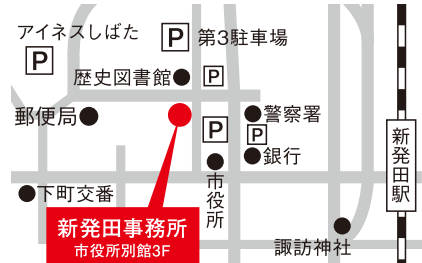 アイネスしばた
P
P
第3駐車場
歴史図書館
P
郵便局
P
警察署
P
銀行
新発田駅
下町交番
市役所
新発田事務所
市役所別館3F
諏訪神社